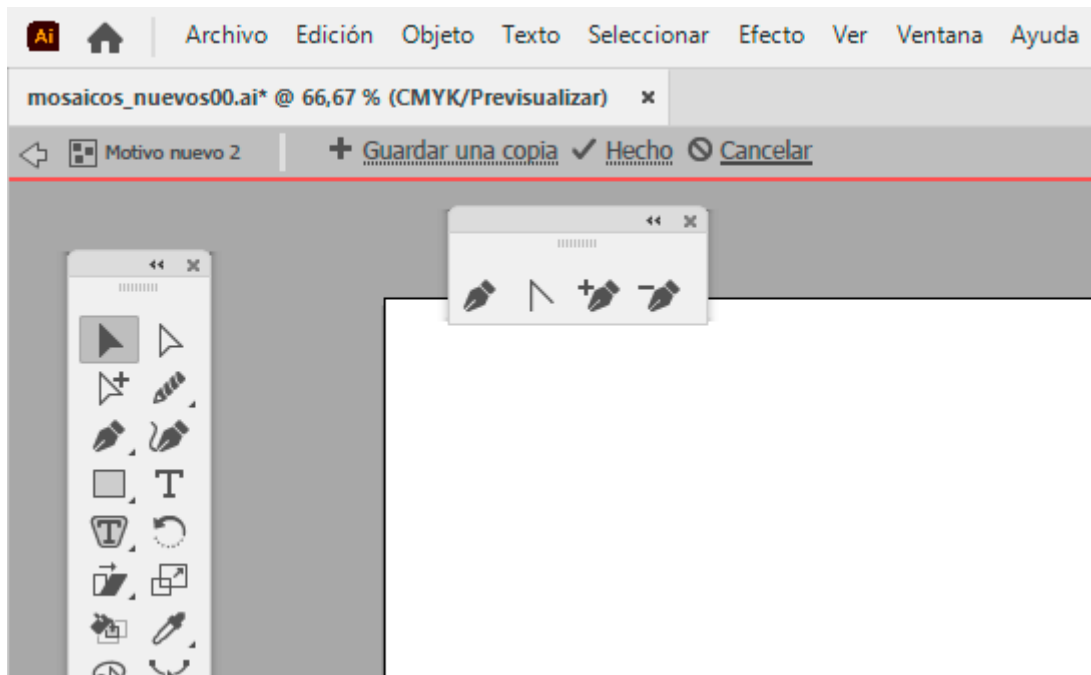 Ai Archivo Edición Objeto Texto Seleccionar Efecto Ver Ventana Ayuda
mosaicos_nuevos00.ai* @ 66,67 % (CMYK/Previsualizar)
Motivo nuevo 2 Guardar una copia Hecho Cancelar